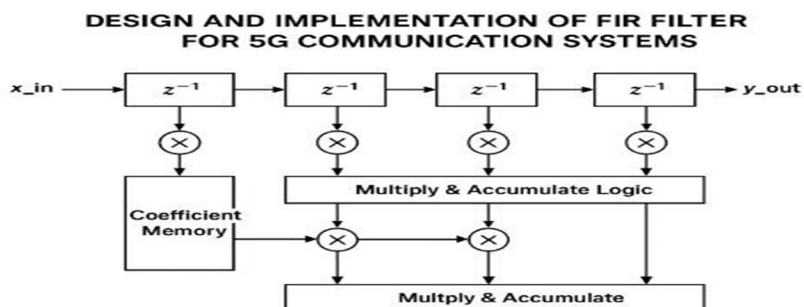 DESIGN AND IMPLEMENTATION OF FIR FILTER
FOR 5G COMMUNICATION SYSTEMS
x_in
z⁻¹
z⁻¹
z⁻¹
z⁻¹
y_out
×
×
×
×
Coefficient
Memory
Multiply & Accumulate Logic
×
×
Multply & Accumulate